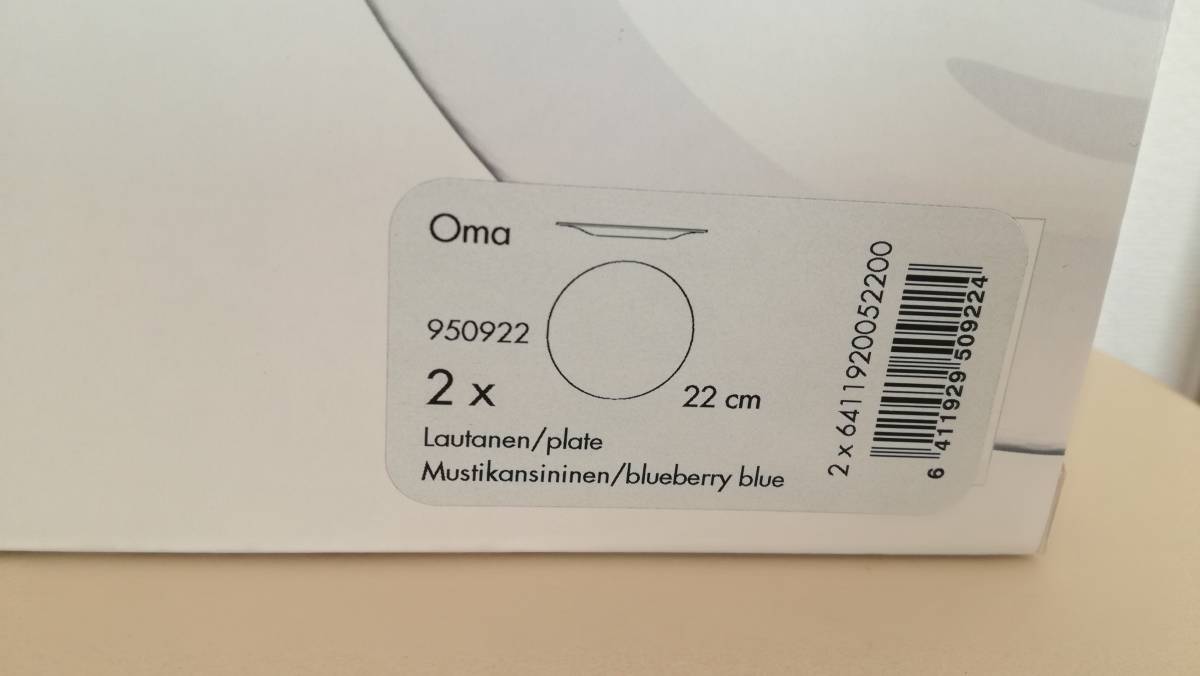 Oma
950922
2 x
22 cm
Lautanen/plate
Mustikansininen/blueberry blue
2 x 6411920052200
6 411929 509224